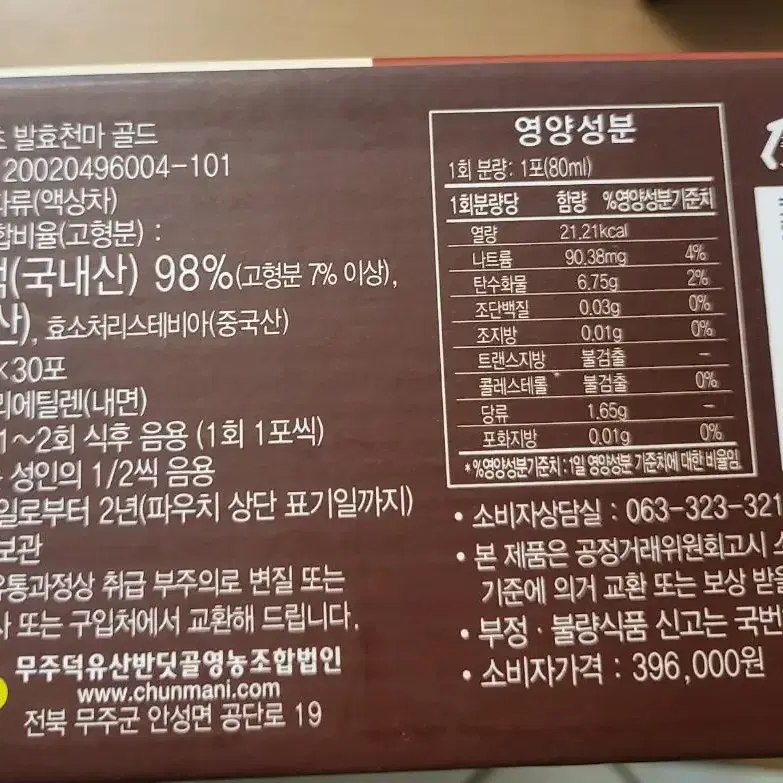 발효천마 골드
20020496004-101
류(액상차)
합비율(고형분) :
(국내산) 98%(고형분 7% 이상),
산), 효소처리스테비아(중국산)
×30포
리에틸렌(내면)
1~2회 식후 음용 (1회 1포씩)
성인의 1/2씩 음용
일로부터 2년(파우치 상단 표기일까지)
보관
유통과정상 취급 부주의로 변질 또는
또는 구입처에서 교환해 드립니다.
무주덕유산반딧골영농조합법인
www.chunmani.com
전북 무주군 안성면 공단로 19
영양성분
1회 분량: 1포(80ml)
1회분량당 함량 %영양성분기준치
열량 21.21kcal
나트륨 90.38mg 4%
탄수화물 6.75g 2%
조단백질 0.03g 0%
조지방 0.01g 0%
트랜스지방 불검출 -
콜레스테롤 불검출 0%
당류 1.65g -
포화지방 0.01g 0%
*%영양성분기준치 : 1일 영양성분 기준치에 대한 비율임
• 소비자상담실 : 063-323-321
• 본 제품은 공정거래위원회고시
기준에 의거 교환 또는 보상 받을
• 부정 · 불량식품 신고는 국번
• 소비자가격 : 396,000원